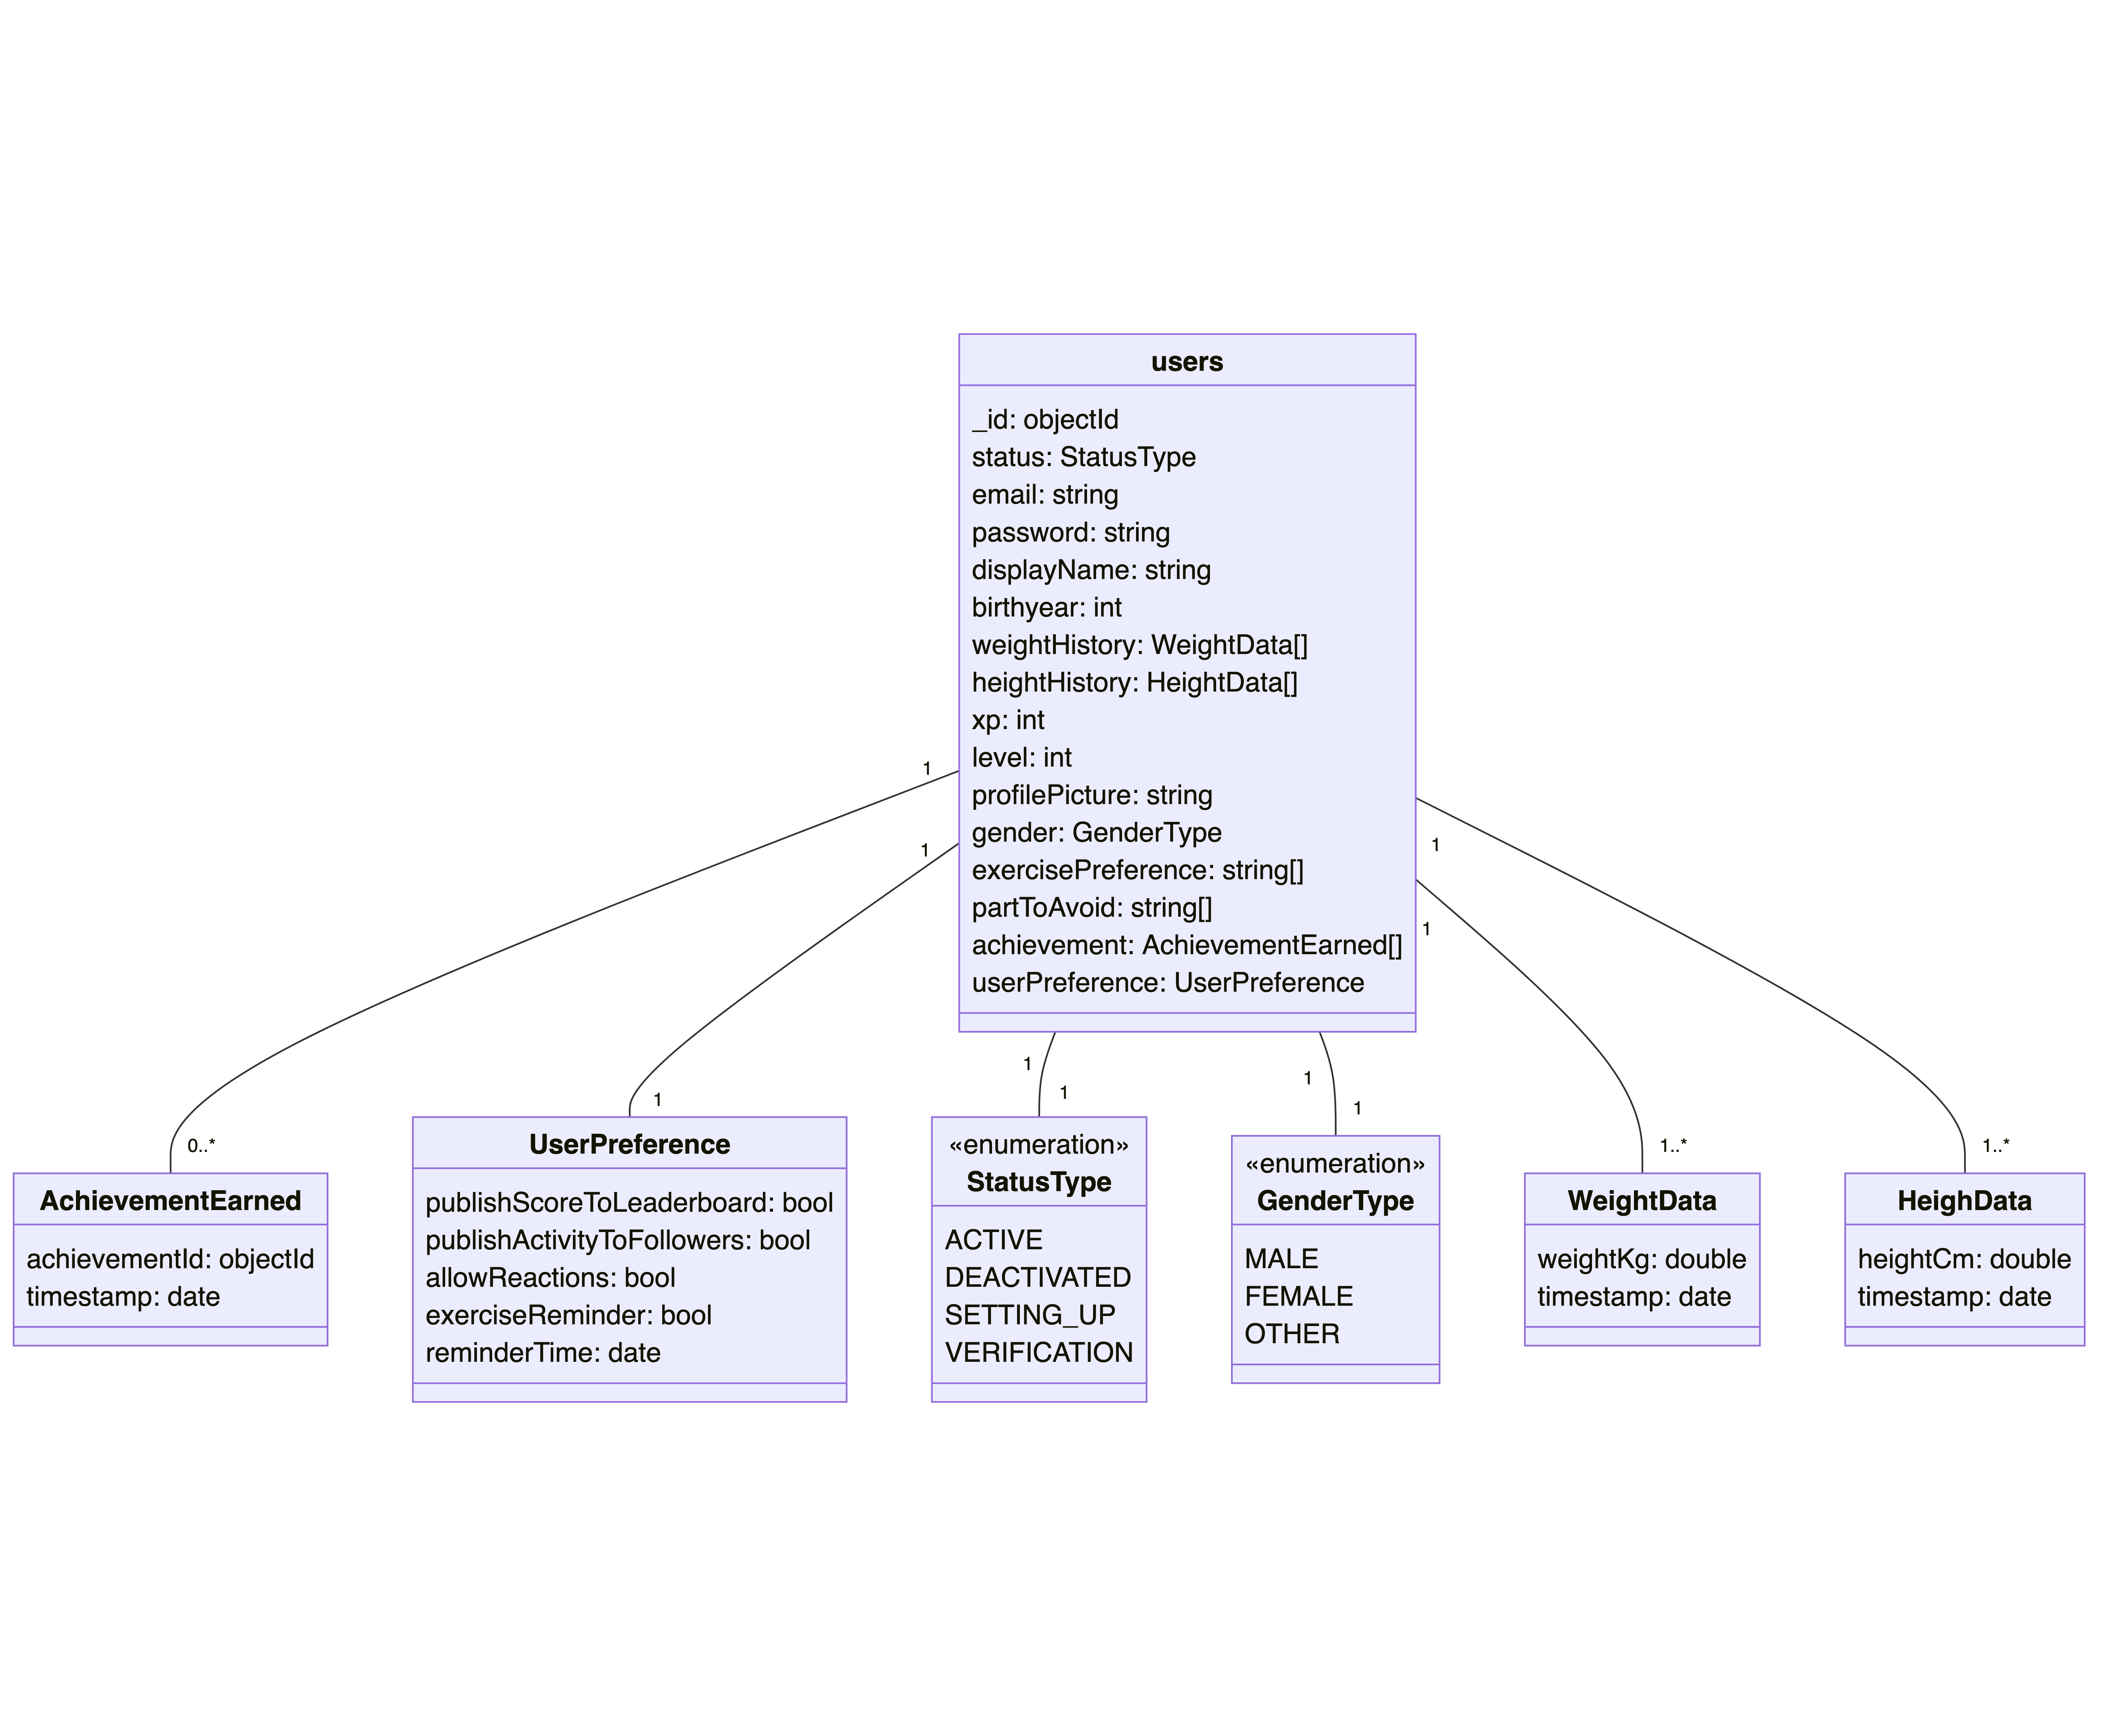 users
_id: objectId
status: StatusType
email: string
password: string
displayName: string
birthyear: int
weightHistory: WeightData[]
heightHistory: HeightData[]
xp: int
level: int
profilePicture: string
gender: GenderType
exercisePreference: string[]
partToAvoid: string[]
achievement: AchievementEarned[]
userPreference: UserPreference
1
1
1
1
1
1
0..*
1
1
1
1..*
1..*
AchievementEarned
achievementId: objectId
timestamp: date
UserPreference
publishScoreToLeaderboard: bool
publishActivityToFollowers: bool
allowReactions: bool
exerciseReminder: bool
reminderTime: date
«enumeration»
StatusType
ACTIVE
DEACTIVATED
SETTING_UP
VERIFICATION
«enumeration»
GenderType
MALE
FEMALE
OTHER
WeightData
weightKg: double
timestamp: date
HeighData
heightCm: double
timestamp: date